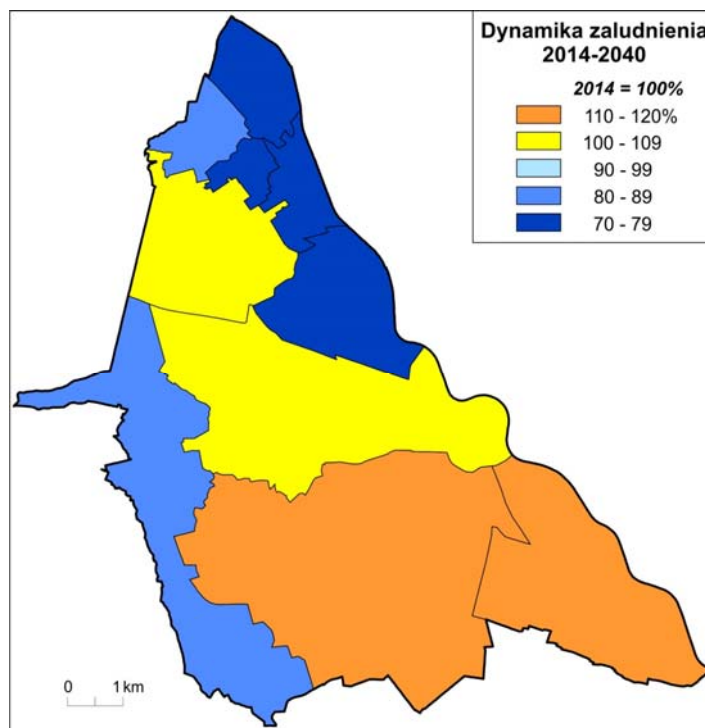 Dynamika zaludnienia
2014-2040
2014 = 100%
110 - 120%
100 - 109
90 - 99
80 - 89
70 - 79
0 1 km